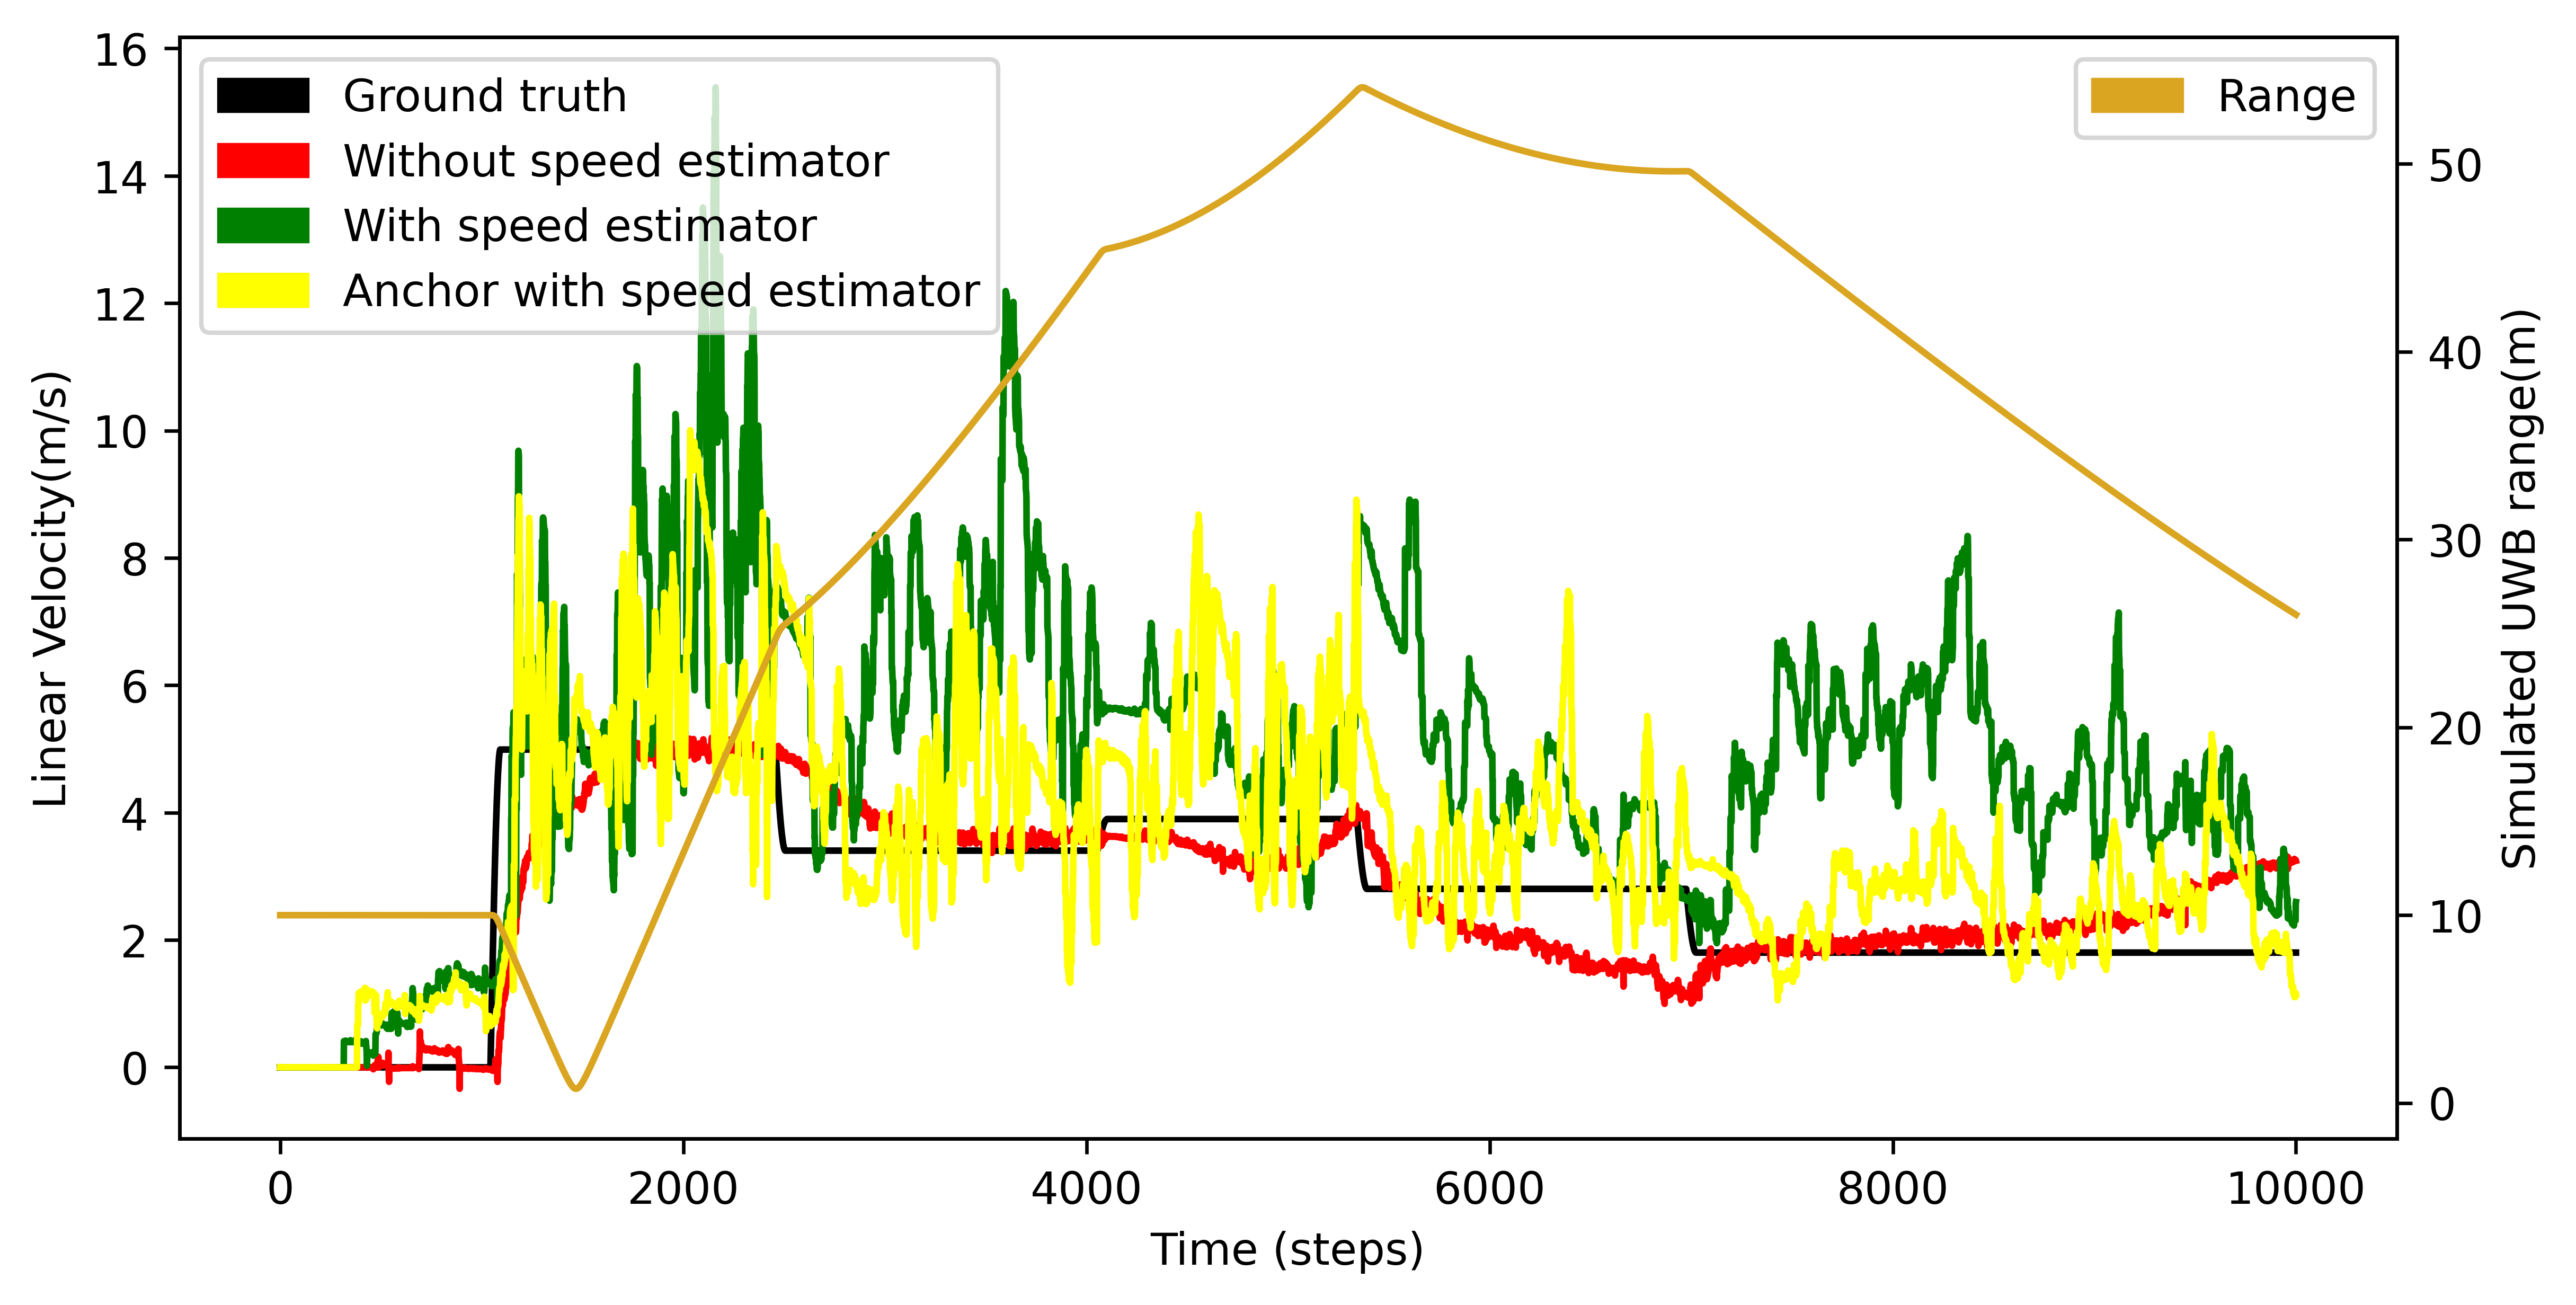 Ground truth
Without speed estimator
With speed estimator
Anchor with speed estimator
Range
16
14
12
10
8
6
4
2
0
Linear Velocity(m/s)
50
40
30
20
10
0
Simulated UWB range(m)
0 2000 4000 6000 8000 10000
Time (steps)